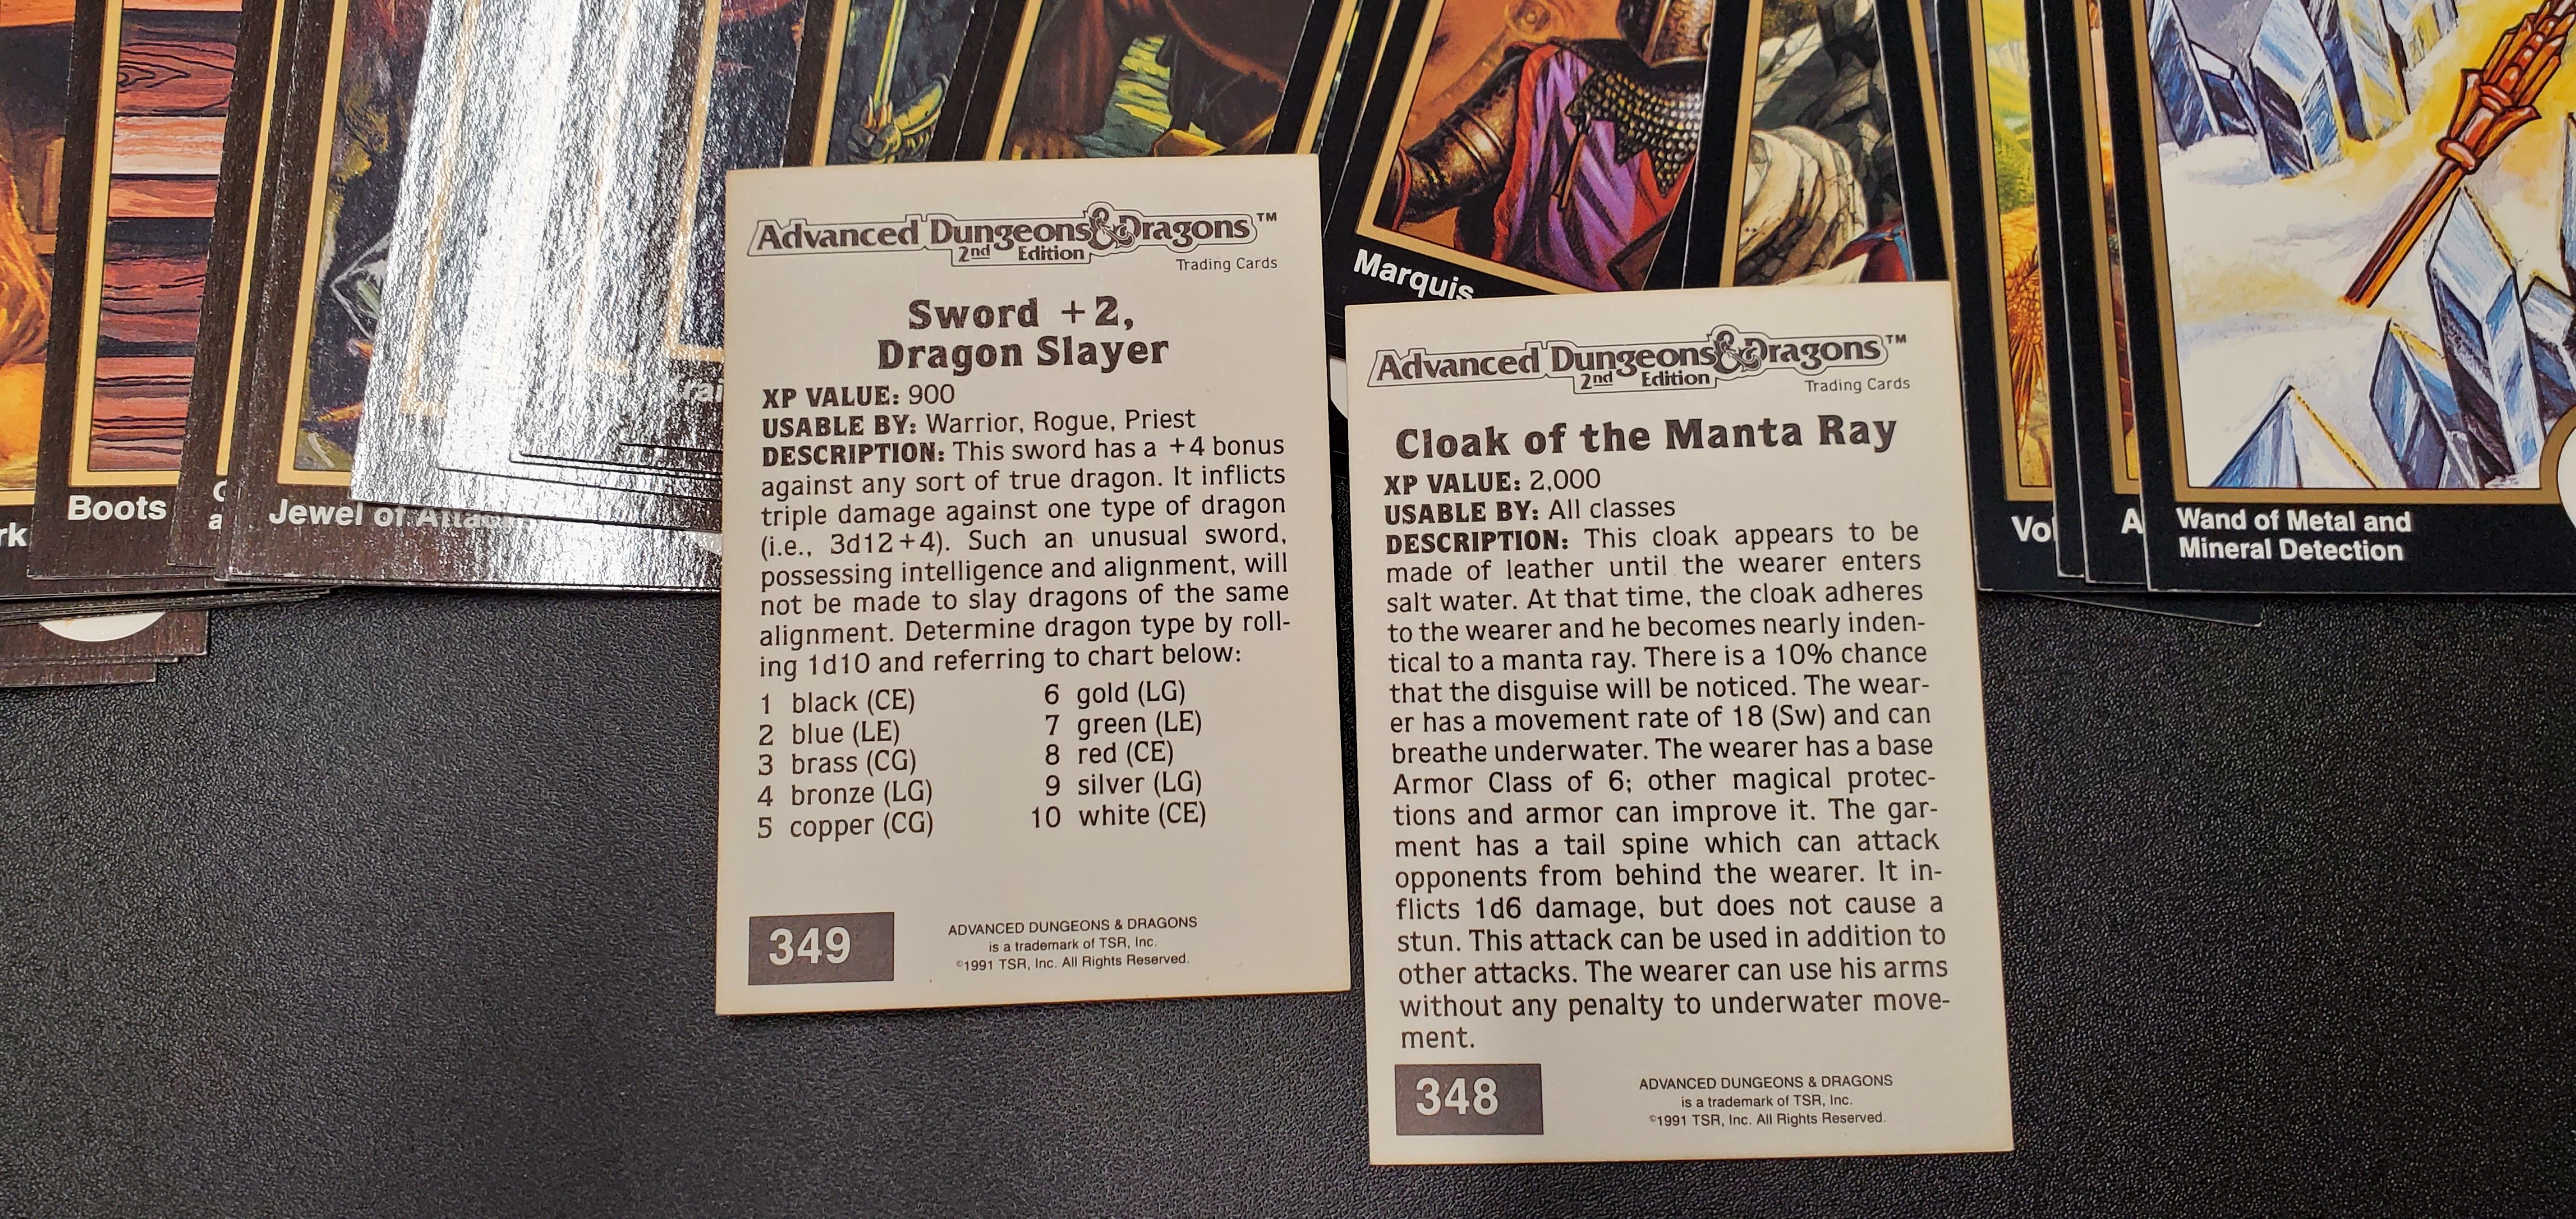 rk
Boots
Jewel of Attac
Marquis
Vol
A
Wand of Metal and
Mineral Detection
Advanced Dungeons & Dragons™
2nd Edition
Trading Cards
Sword +2,
Dragon Slayer
XP VALUE: 900
USABLE BY: Warrior, Rogue, Priest
DESCRIPTION: This sword has a +4 bonus
against any sort of true dragon. It inflicts
triple damage against one type of dragon
(i.e., 3d12+4). Such an unusual sword,
possessing intelligence and alignment, will
not be made to slay dragons of the same
alignment. Determine dragon type by roll-
ing 1d10 and referring to chart below:
1 black (CE)
2 blue (LE)
3 brass (CG)
4 bronze (LG)
5 copper (CG)
6 gold (LG)
7 green (LE)
8 red (CE)
9 silver (LG)
10 white (CE)
349
ADVANCED DUNGEONS & DRAGONS
is a trademark of TSR, Inc.
©1991 TSR, Inc. All Rights Reserved.
Advanced Dungeons & Dragons™
2nd Edition
Trading Cards
Cloak of the Manta Ray
XP VALUE: 2,000
USABLE BY: All classes
DESCRIPTION: This cloak appears to be
made of leather until the wearer enters
salt water. At that time, the cloak adheres
to the wearer and he becomes nearly inden-
tical to a manta ray. There is a 10% chance
that the disguise will be noticed. The wear-
er has a movement rate of 18 (Sw) and can
breathe underwater. The wearer has a base
Armor Class of 6; other magical protec-
tions and armor can improve it. The gar-
ment has a tail spine which can attack
opponents from behind the wearer. It in-
flicts 1d6 damage, but does not cause a
stun. This attack can be used in addition to
other attacks. The wearer can use his arms
without any penalty to underwater move-
ment.
348
ADVANCED DUNGEONS & DRAGONS
is a trademark of TSR, Inc.
©1991 TSR, Inc. All Rights Reserved.